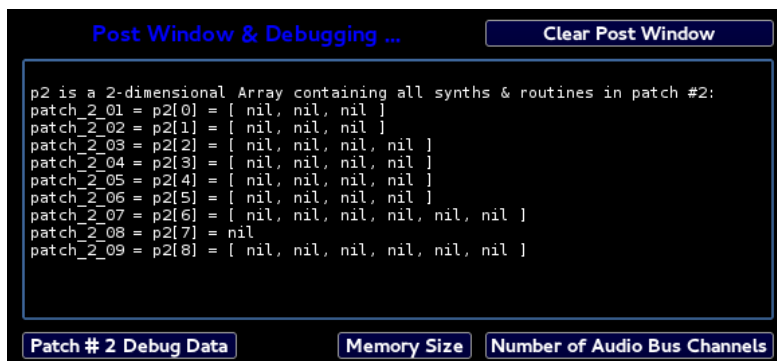 Post Window & Debugging ...
Clear Post Window
p2 is a 2-dimensional Array containing all synths & routines in patch #2:
patch_2_01 = p2[0] = [ nil, nil, nil ]
patch_2_02 = p2[1] = [ nil, nil, nil ]
patch_2_03 = p2[2] = [ nil, nil, nil, nil ]
patch_2_04 = p2[3] = [ nil, nil, nil, nil ]
patch_2_05 = p2[4] = [ nil, nil, nil, nil ]
patch_2_06 = p2[5] = [ nil, nil, nil, nil ]
patch_2_07 = p2[6] = [ nil, nil, nil, nil, nil, nil ]
patch_2_08 = p2[7] = nil
patch_2_09 = p2[8] = [ nil, nil, nil, nil, nil, nil ]
Patch # 2 Debug Data
Memory Size
Number of Audio Bus Channels